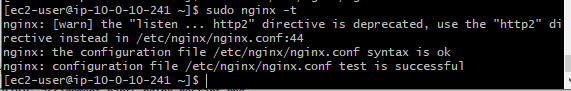 [ec2-user@ip-10-0-10-241 ~]$ sudo nginx -t
nginx: [warn] the "listen ... http2" directive is deprecated, use the "http2" di
rective instead in /etc/nginx/nginx.conf:44
nginx: the configuration file /etc/nginx/nginx.conf syntax is ok
nginx: configuration file /etc/nginx/nginx.conf test is successful
[ec2-user@ip-10-0-10-241 ~]$